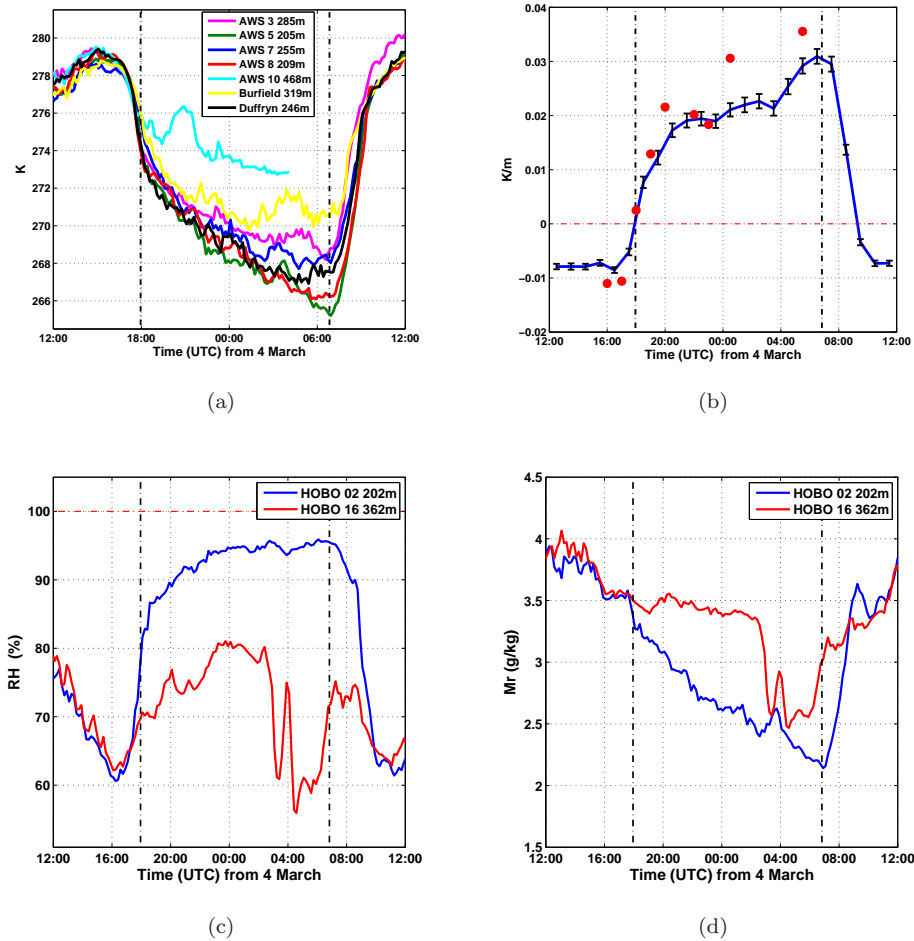 AWS 3 285m
AWS 5 205m
AWS 7 255m
AWS 8 209m
AWS 10 468m
Burfield 319m
Duffryn 246m
280
278
276
274
272
270
268
266
K
12:00 18:00 00:00 06:00 12:00
Time (UTC) from 4 March
(a)
0.04
0.03
0.02
0.01
0
−0.01
−0.02
K/m
12:00 16:00 20:00 00:00 04:00 08:00 12:00
Time (UTC) from 4 March
(b)
HOBO 02 202m
HOBO 16 362m
100
90
80
70
60
RH (%)
12:00 16:00 20:00 00:00 04:00 08:00 12:00
Time (UTC) from 4 March
(c)
HOBO 02 202m
HOBO 16 362m
4.5
4
3.5
3
2.5
2
1.5
Mr (g/kg)
12:00 16:00 20:00 00:00 04:00 08:00 12:00
Time (UTC) from 4 March
(d)